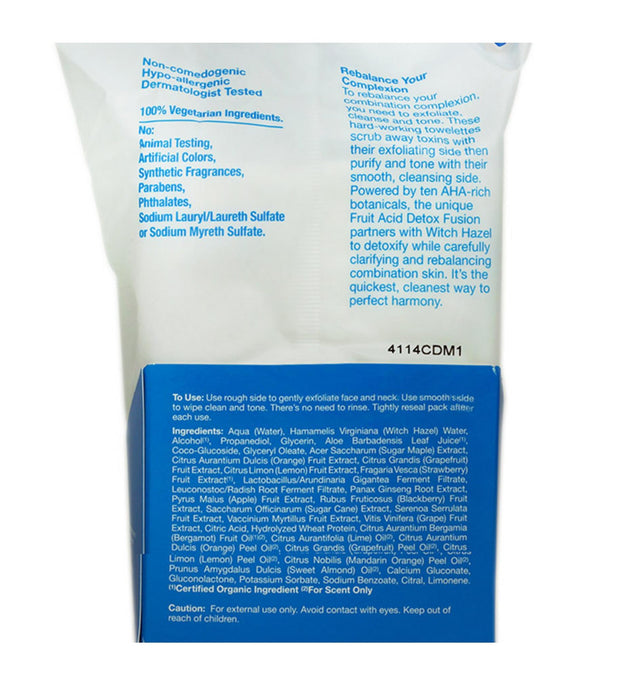 Non-comedogenic
Hypo-allergenic
Dermatologist Tested
100% Vegetarian Ingredients.
No:
Animal Testing,
Artificial Colors,
Synthetic Fragrances,
Parabens,
Phthalates,
Sodium Lauryl/Laureth Sulfate
or Sodium Myreth Sulfate.
Rebalance Your
Complexion
To rebalance your
combination complexion,
you need to exfoliate,
cleanse and tone. These
hard-working towelettes
scrub away toxins with
their exfoliating side then
purify and tone with their
smooth, cleansing side.
Powered by ten AHA-rich
botanicals, the unique
Fruit Acid Detox Fusion
partners with Witch Hazel
to detoxify while carefully
clarifying and rebalancing
combination skin. It's the
quickest, cleanest way to
perfect harmony.
4114CDM1
To Use: Use rough side to gently exfoliate face and neck. Use smooth side
to wipe clean and tone. There's no need to rinse. Tightly reseal pack after
each use.
Ingredients: Aqua (Water), Hamamelis Virginiana (Witch Hazel) Water,
Alcohol(1), Propanediol, Glycerin, Aloe Barbadensis Leaf Juice(1),
Coco-Glucoside, Glyceryl Oleate, Acer Saccharum (Sugar Maple) Extract,
Citrus Aurantium Dulcis (Orange) Fruit Extract, Citrus Grandis (Grapefruit)
Fruit Extract, Citrus Limon (Lemon) Fruit Extract, Fragaria Vesca (Strawberry)
Fruit Extract(1), Lactobacillus/Arundinaria Gigantea Ferment Filtrate,
Leuconostoc/Radish Root Ferment Filtrate, Panax Ginseng Root Extract,
Pyrus Malus (Apple) Fruit Extract, Rubus Fruticosus (Blackberry) Fruit
Extract, Saccharum Officinarum (Sugar Cane) Extract, Serenoa Serrulata
Fruit Extract, Vaccinium Myrtillus Fruit Extract, Vitis Vinifera (Grape) Fruit
Extract, Citric Acid, Hydrolyzed Wheat Protein, Citrus Aurantium Bergamia
(Bergamot) Fruit Oil(1)(2), Citrus Aurantifolia (Lime) Oil(2), Citrus Aurantium
Dulcis (Orange) Peel Oil(2), Citrus Grandis (Grapefruit) Peel Oil(2), Citrus
Limon (Lemon) Peel Oil(2), Citrus Nobilis (Mandarin Orange) Peel Oil(2),
Prunus Amygdalus Dulcis (Sweet Almond) Oil(2), Calcium Gluconate,
Gluconolactone, Potassium Sorbate, Sodium Benzoate, Citral, Limonene.
(1)Certified Organic Ingredient (2)For Scent Only
Caution: For external use only. Avoid contact with eyes. Keep out of
reach of children.